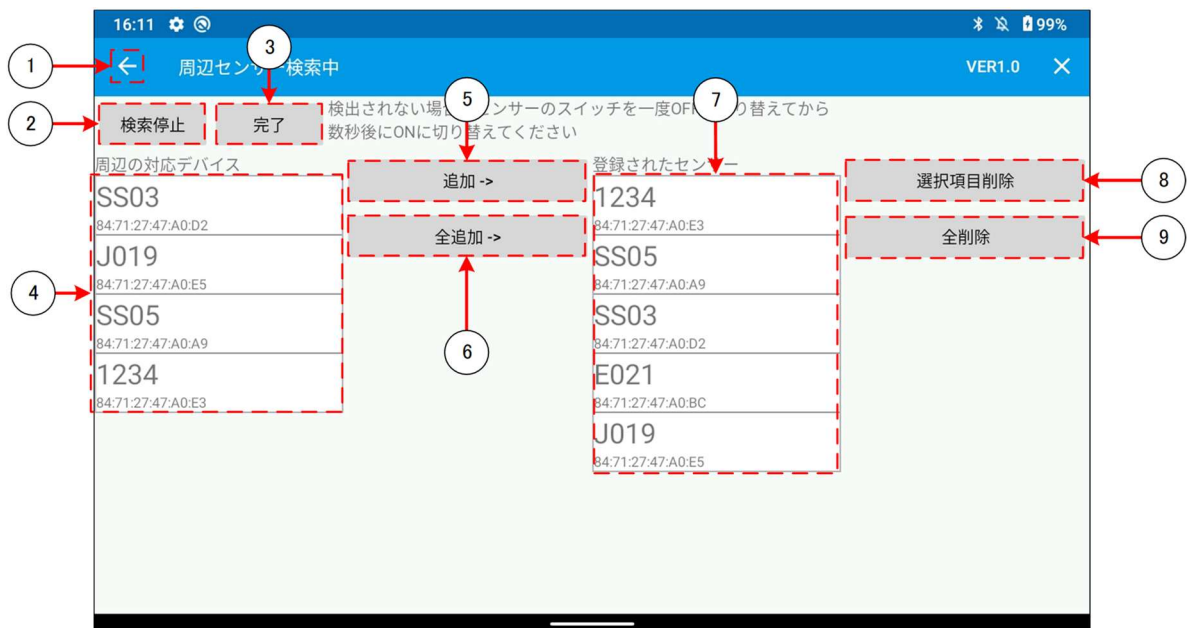 16:11 99%
3
1 周辺センサー検索中 VER1.0
5 7
検出されない場 センサーのスイッチを一度OFF り替えてから
2 検索停止 完了 数秒後にONに切り替えてください
周辺の対応デバイス 登録されたセンサー
追加 -> 選択項目削除 8
SS03 1234
84:71:27:47:A0:D2 84:71:27:47:A0:E3
全追加 -> 全削除 9
J019 SS05
4 84:71:27:47:A0:E5 84:71:27:47:A0:A9
SS05 SS03
84:71:27:47:A0:A9 84:71:27:47:A0:D2
6
1234 E021
84:71:27:47:A0:E3 84:71:27:47:A0:BC
J019
84:71:27:47:A0:E5